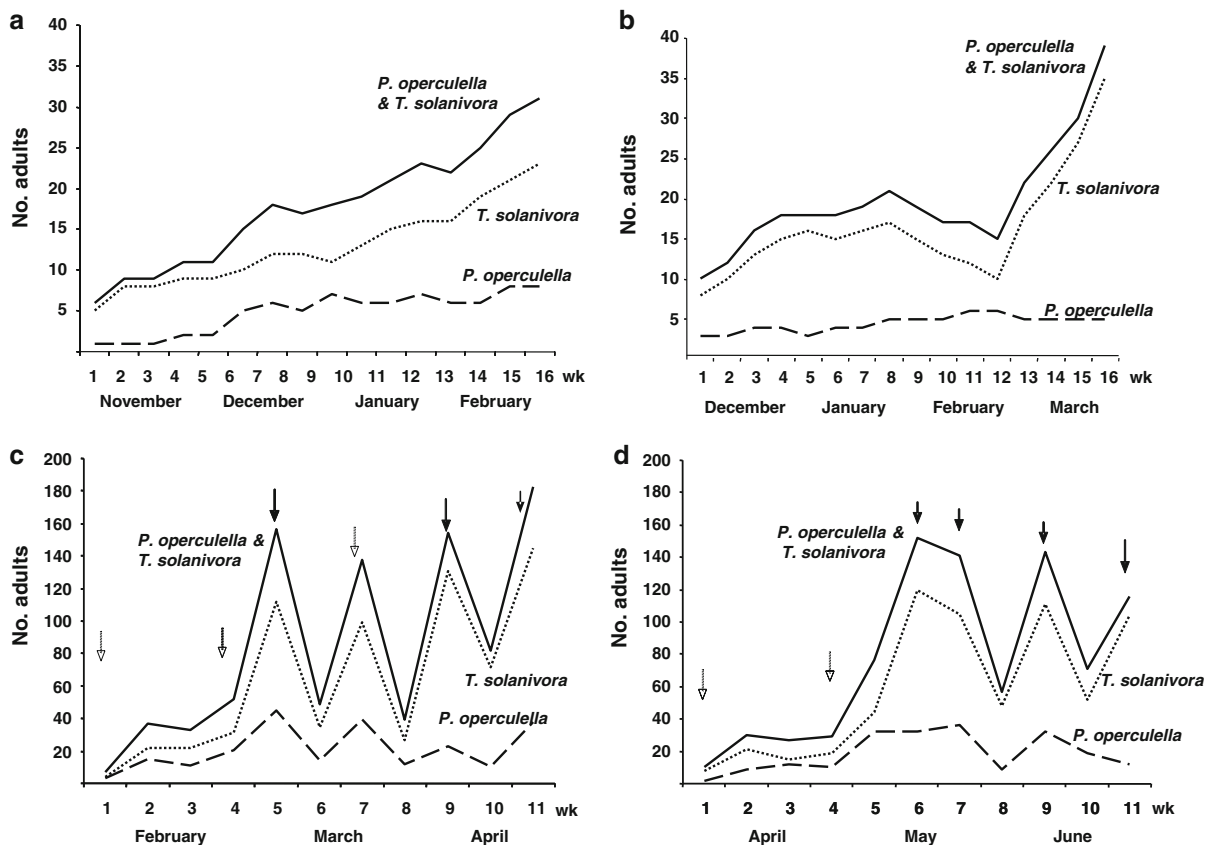 a
No. adults
40
35
30
25
20
15
10
5
P. operculella
& T. solanivora
T. solanivora
P. operculella
1 2 3 4 5 6 7 8 9 10 11 12 13 14 15 16 wk
November December January February
b
No. adults
40
35
30
25
20
15
10
5
P. operculella
& T. solanivora
T. solanivora
P. operculella
1 2 3 4 5 6 7 8 9 10 11 12 13 14 15 16 wk
December January February March
c
No. adults
200
180
160
140
120
100
80
60
40
20
P. operculella &
T. solanivora
T. solanivora
P. operculella
1 2 3 4 5 6 7 8 9 10 11 wk
February March April
d
No. adults
200
180
160
140
120
100
80
60
40
20
P. operculella &
T. solanivora
T. solanivora
P. operculella
1 2 3 4 5 6 7 8 9 10 11 wk
April May June